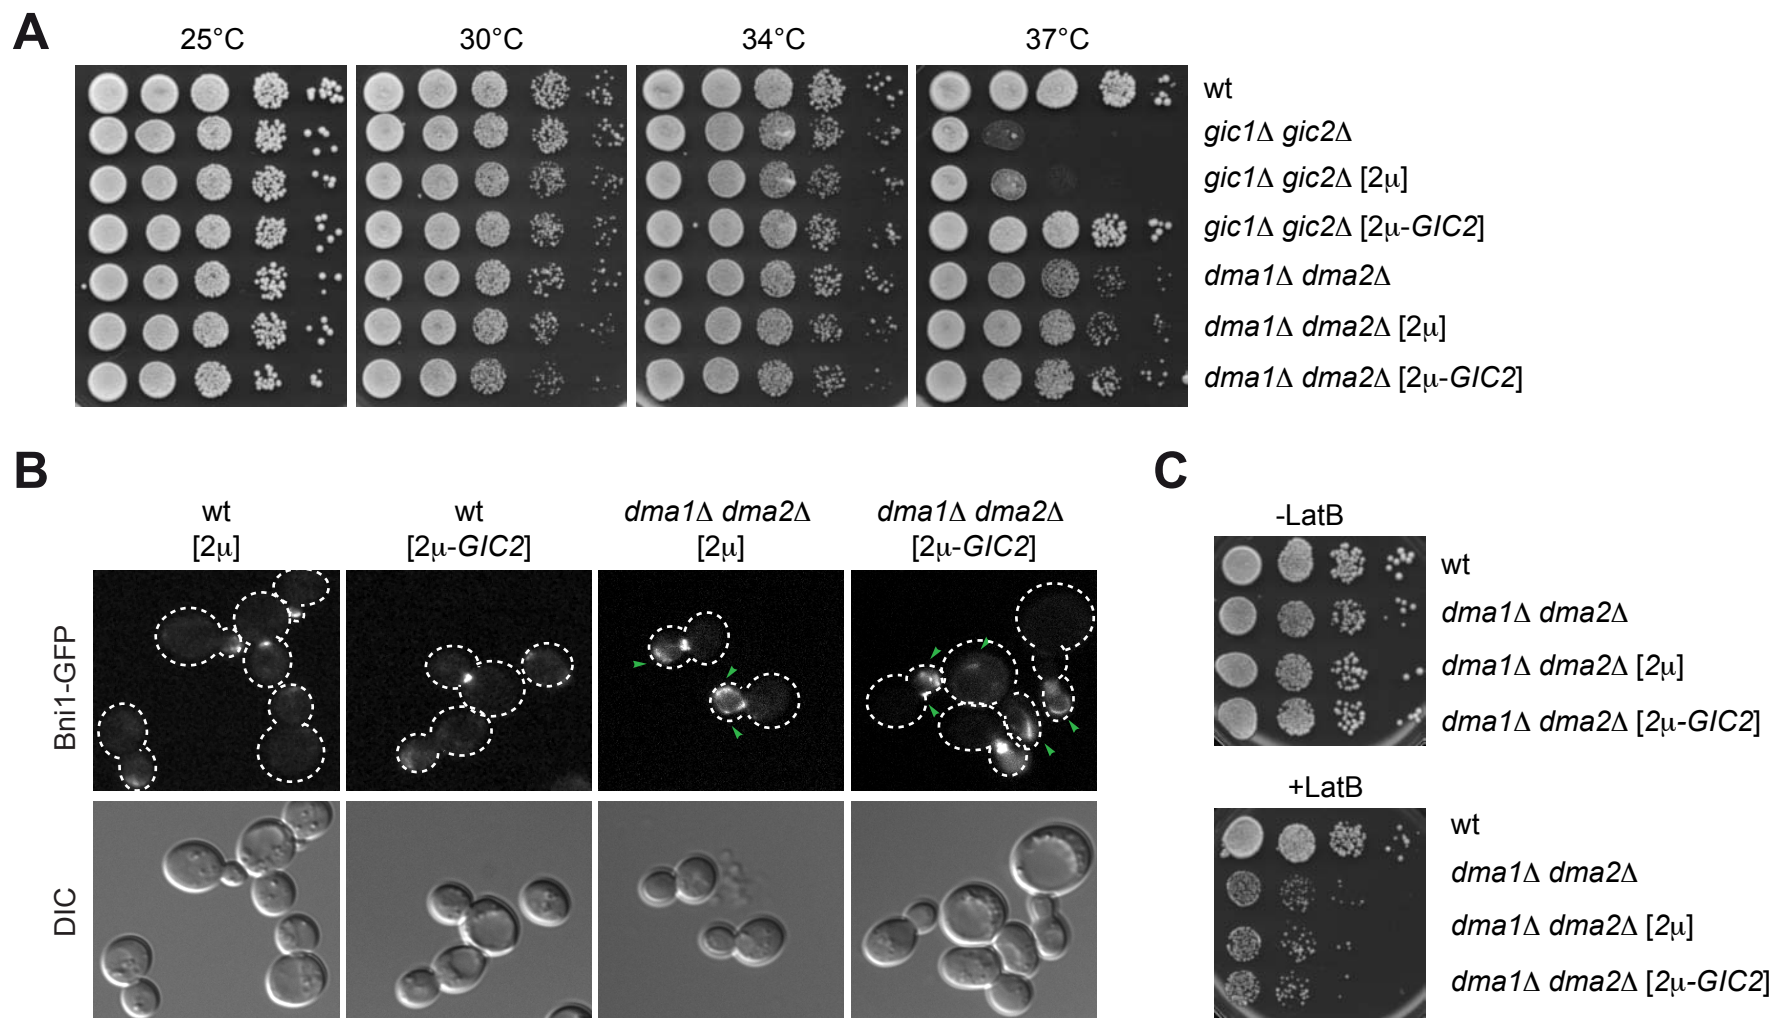 A
25°C 30°C 34°C 37°C
wt
gic1Δ gic2Δ
gic1Δ gic2Δ [2μ]
gic1Δ gic2Δ [2μ-GIC2]
dma1Δ dma2Δ
dma1Δ dma2Δ [2μ]
dma1Δ dma2Δ [2μ-GIC2]
B
wt
[2μ]
wt
[2μ-GIC2]
dma1Δ dma2Δ
[2μ]
dma1Δ dma2Δ
[2μ-GIC2]
Bni1-GFP
DIC
C
-LatB
wt
dma1Δ dma2Δ
dma1Δ dma2Δ [2μ]
dma1Δ dma2Δ [2μ-GIC2]
+LatB
wt
dma1Δ dma2Δ
dma1Δ dma2Δ [2μ]
dma1Δ dma2Δ [2μ-GIC2]